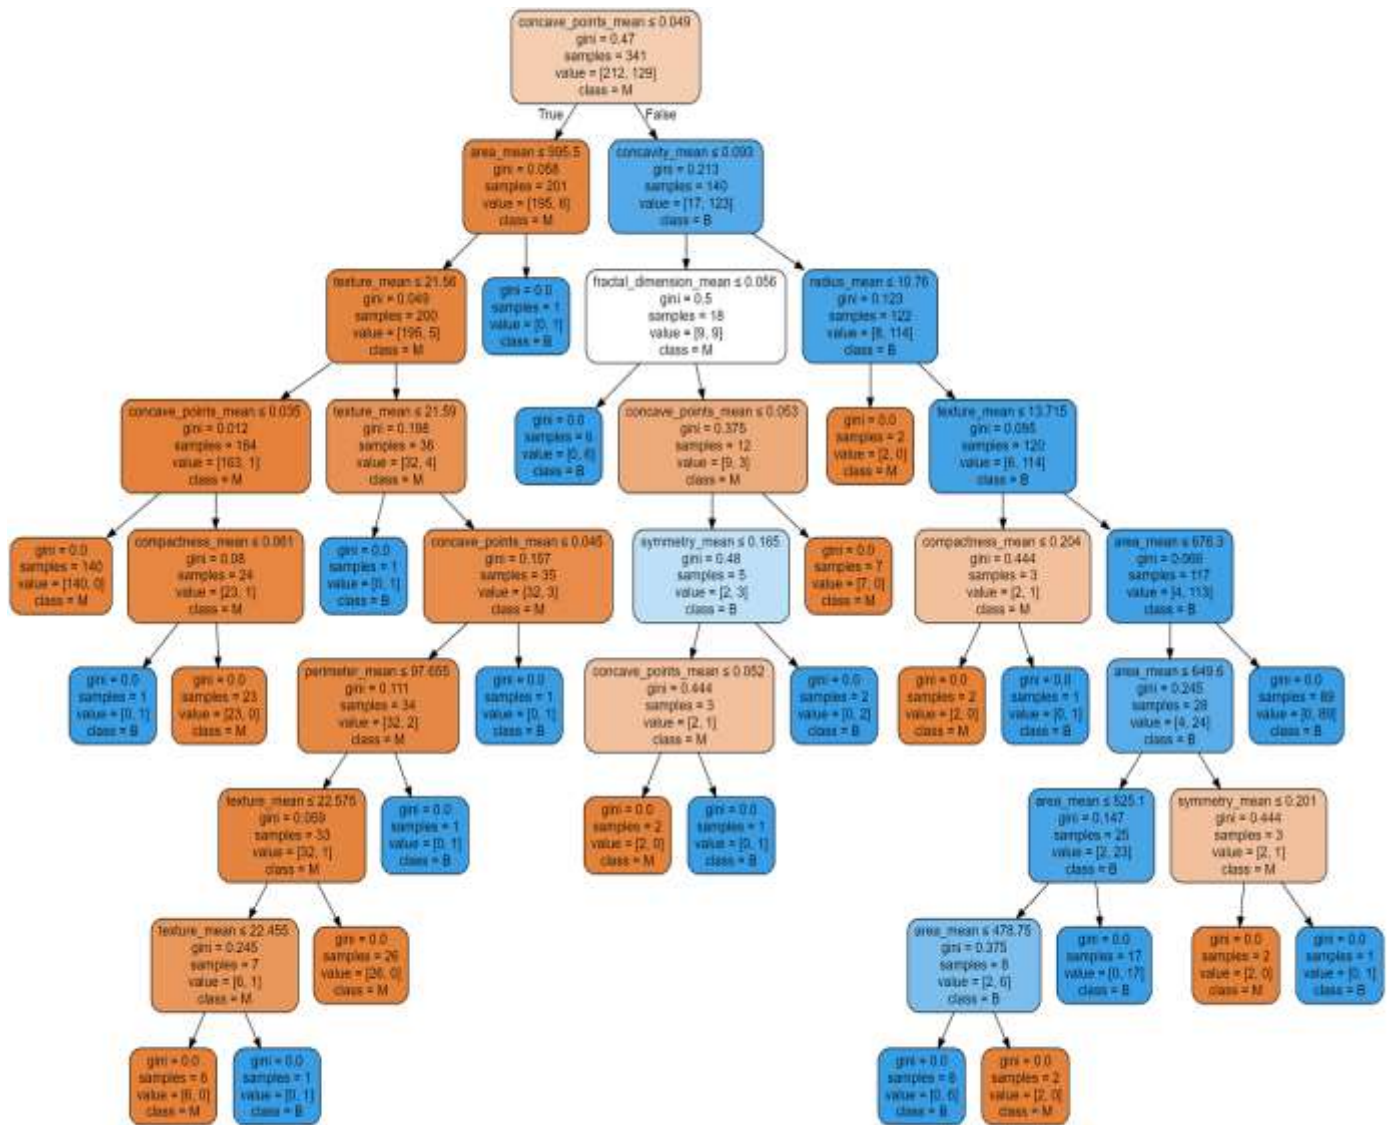 concave_points_mean ≤ 0.049
gini = 0.47
samples = 341
value = [212, 129]
class = M
True
False
area_mean ≤ 995.5
gini = 0.058
samples = 201
value = [195, 6]
class = M
concavity_mean ≤ 0.093
gini = 0.213
samples = 140
value = [17, 123]
class = B
texture_mean ≤ 21.56
gini = 0.049
samples = 200
value = [195, 5]
class = M
gini = 0.0
samples = 1
value = [0, 1]
class = B
fractal_dimension_mean ≤ 0.056
gini = 0.5
samples = 18
value = [9, 9]
class = M
radius_mean ≤ 10.76
gini = 0.123
samples = 122
value = [8, 114]
class = B
concave_points_mean ≤ 0.035
gini = 0.012
samples = 164
value = [163, 1]
class = M
texture_mean ≤ 21.59
gini = 0.198
samples = 36
value = [32, 4]
class = M
gini = 0.0
samples = 6
value = [0, 6]
class = B
concave_points_mean ≤ 0.053
gini = 0.375
samples = 12
value = [9, 3]
class = M
gini = 0.0
samples = 2
value = [2, 0]
class = M
texture_mean ≤ 13.715
gini = 0.095
samples = 120
value = [6, 114]
class = B
gini = 0.0
samples = 140
value = [140, 0]
class = M
compactness_mean ≤ 0.061
gini = 0.08
samples = 24
value = [23, 1]
class = M
gini = 0.0
samples = 1
value = [0, 1]
class = B
concave_points_mean ≤
gini = 0.157
samples = 35
value = [32, 3]
class = M
symmetry_mean ≤ 0.165
gini = 0.48
samples = 5
value = [2, 3]
class = B
gini = 0.0
samples = 7
value = [7, 0]
class = M
compactness_mean ≤ 0.204
gini = 0.444
samples = 3
value = [2, 1]
class = M
area_mean ≤ 676.3
gini = 0.066
samples = 117
value = [4, 113]
class = B
gini = 0.0
samples = 1
value = [0, 1]
class = B
gini = 0.0
samples = 23
value = [23, 0]
class = M
perimeter_mean ≤
gini = 0.111
samples = 34
value = [32, 2]
class = M
gini = 0.0
samples = 1
value = [0, 1]
class = B
concave_points_mean ≤ 0.052
gini = 0.444
samples = 3
value = [2, 1]
class = M
gini = 0.0
samples = 2
value = [0, 2]
class = B
gini = 0.0
samples = 2
value = [2, 0]
class = M
gini = 0.0
samples = 1
value = [0, 1]
class = B
area_mean ≤ 649.6
gini = 0.245
samples = 28
value = [4, 24]
class = B
gini = 0.0
samples = 89
value = [0, 89]
class = B
texture_mean ≤ 22.575
gini = 0.059
samples = 33
value = [32, 1]
class = M
gini = 0.0
samples = 1
value = [0, 1]
class = B
gini = 0.0
samples = 2
value = [2, 0]
class = M
gini = 0.0
samples = 1
value = [0, 1]
class = B
area_mean ≤ 525.1
gini = 0.147
samples = 25
value = [2, 23]
class = B
symmetry_mean ≤ 0.201
gini = 0.444
samples = 3
value = [2, 1]
class = M
texture_mean ≤ 22.455
gini = 0.245
samples = 7
value = [6, 1]
class = M
gini = 0.0
samples = 26
value = [26, 0]
class = M
area_mean ≤ 478.75
gini = 0.375
samples = 8
value = [2, 6]
class = B
gini = 0.0
samples = 17
value = [0, 17]
class = B
gini = 0.0
samples = 2
value = [2, 0]
class = M
gini = 0.0
samples = 1
value = [0, 1]
class = B
gini = 0.0
samples = 6
value = [6, 0]
class = M
gini = 0.0
samples = 1
value = [0, 1]
class = B
gini = 0.0
samples = 6
value = [0, 6]
class = B
gini = 0.0
samples = 2
value = [2, 0]
class = M